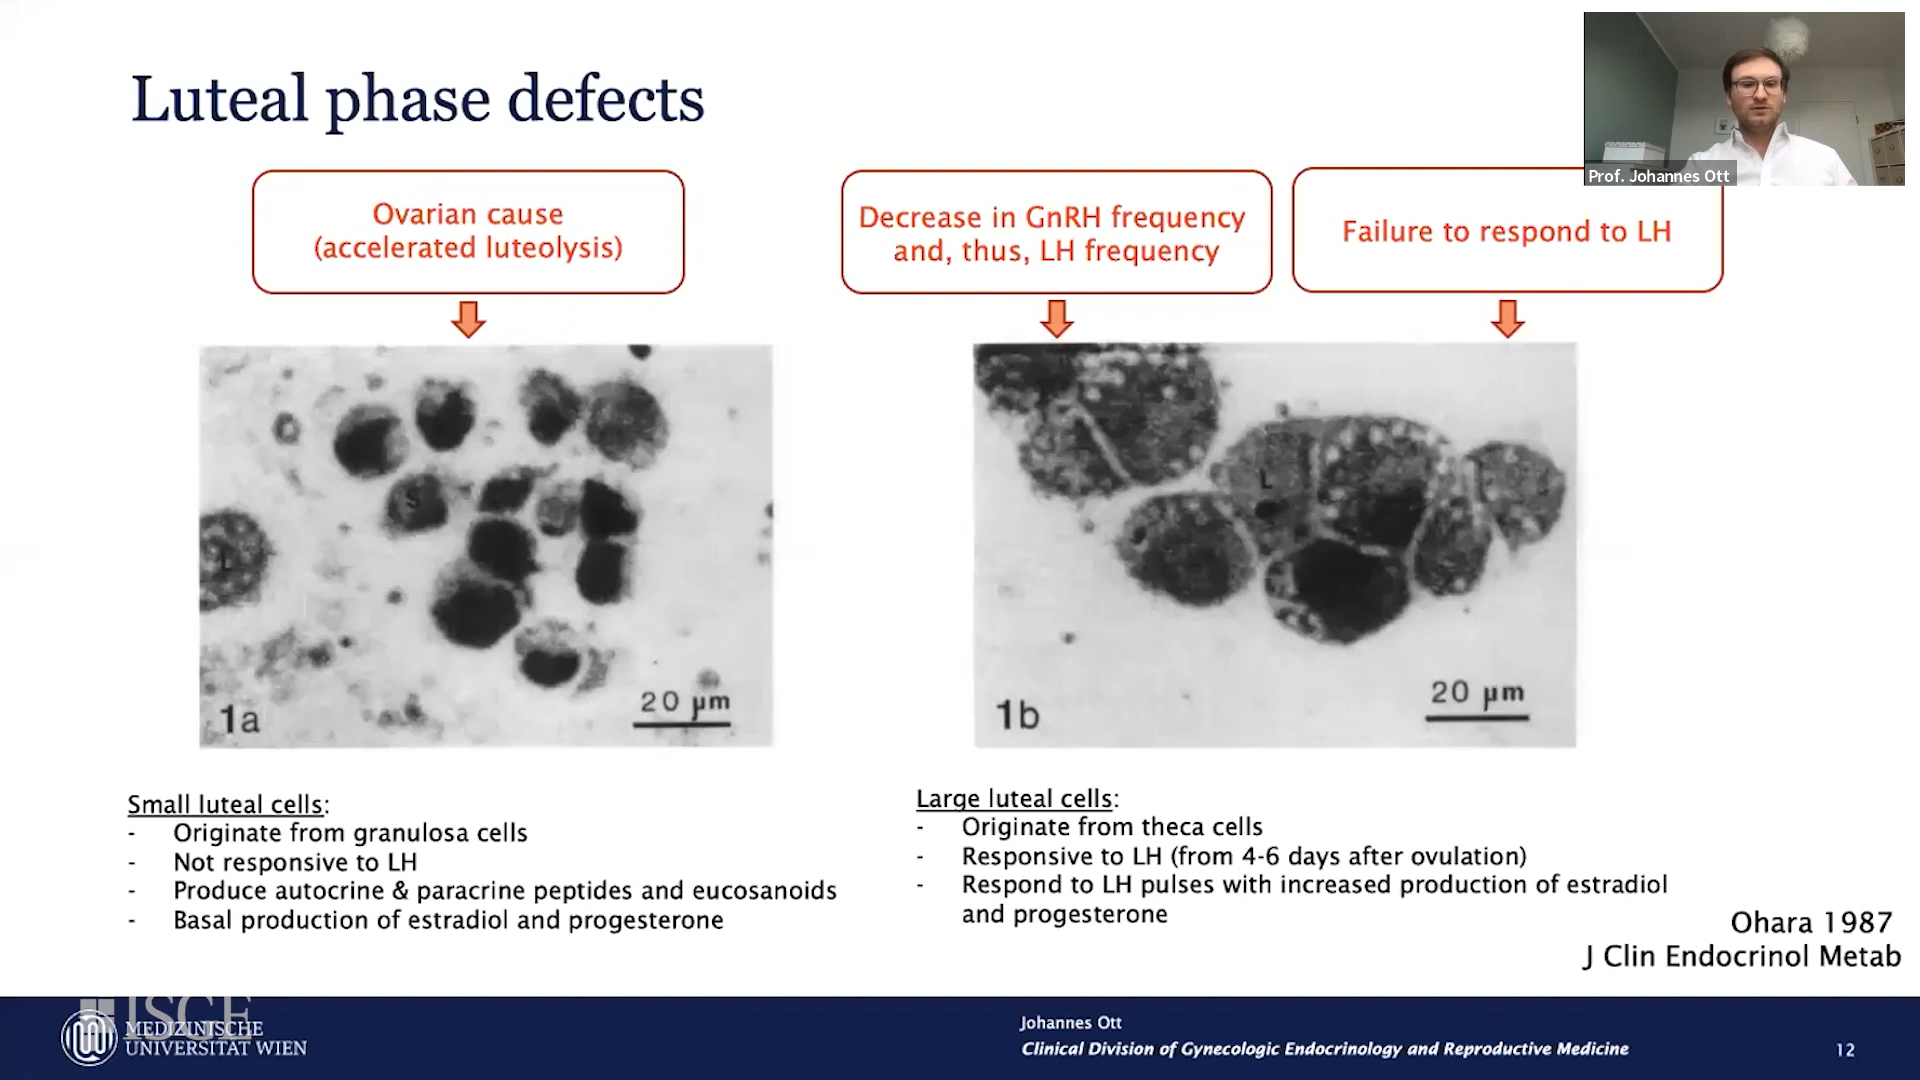 Luteal phase defects
Prof. Johannes Ott
Ovarian cause
(accelerated luteolysis)
Decrease in GnRH frequency
and, thus, LH frequency
Failure to respond to LH
S
L
1a
20 µm
L
1b
20 µm
Small luteal cells:
- Originate from granulosa cells
- Not responsive to LH
- Produce autocrine & paracrine peptides and eucosanoids
- Basal production of estradiol and progesterone
Large luteal cells:
- Originate from theca cells
- Responsive to LH (from 4-6 days after ovulation)
- Respond to LH pulses with increased production of estradiol
and progesterone
Ohara 1987
J Clin Endocrinol Metab
ISGE
MEDIZINISCHE
UNIVERSITÄT WIEN
Johannes Ott
Clinical Division of Gynecologic Endocrinology and Reproductive Medicine
12